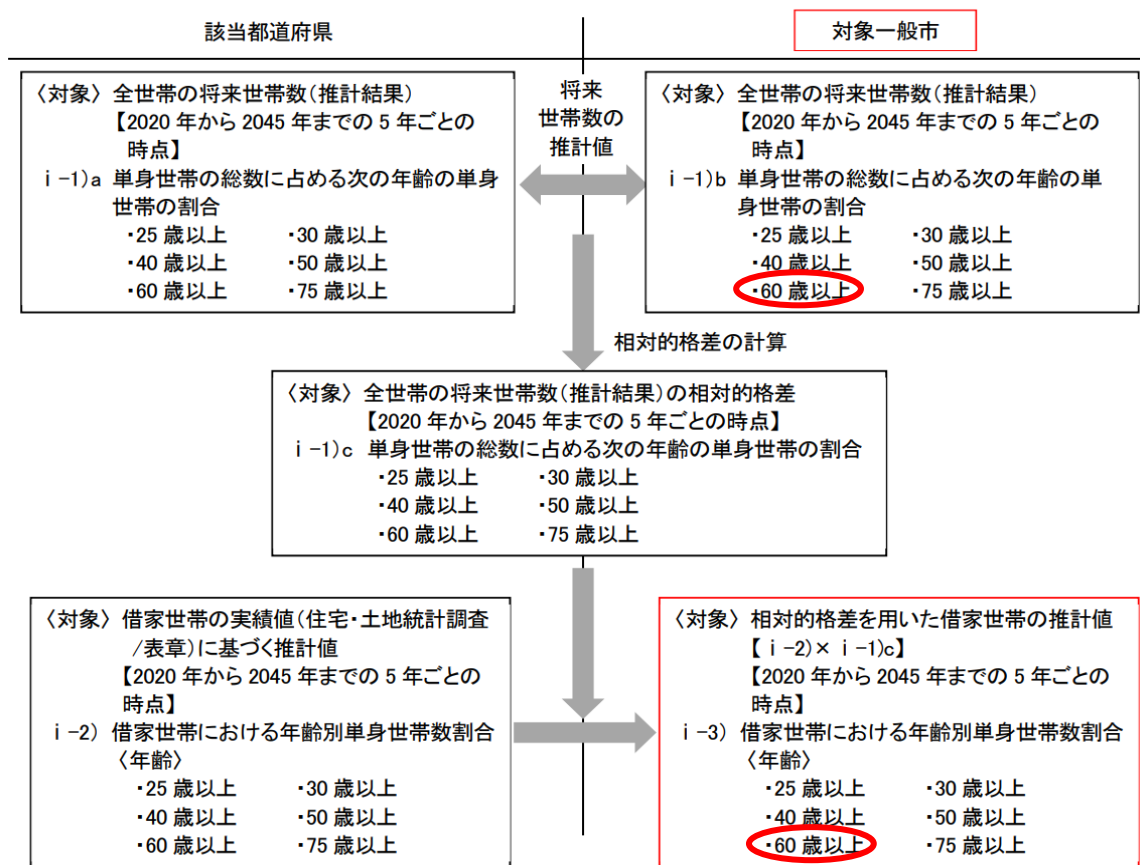 該当都道府県
対象一般市
〈対象〉 全世帯の将来世帯数(推計結果)
【2020 年から 2045 年までの 5 年ごとの
時点】
ⅰ-1)a 単身世帯の総数に占める次の年齢の単身
世帯の割合
・25 歳以上 ・30 歳以上
・40 歳以上 ・50 歳以上
・60 歳以上 ・75 歳以上
将来
世帯数の
推計値
〈対象〉 全世帯の将来世帯数(推計結果)
【2020 年から 2045 年までの 5 年ごとの
時点】
ⅰ-1)b 単身世帯の総数に占める次の年齢の単
身世帯の割合
・25 歳以上 ・30 歳以上
・40 歳以上 ・50 歳以上
・60 歳以上 ・75 歳以上
相対的格差の計算
〈対象〉 全世帯の将来世帯数(推計結果)の相対的格差
【2020 年から 2045 年までの 5 年ごとの時点】
ⅰ-1)c 単身世帯の総数に占める次の年齢の単身世帯の割合
・25 歳以上 ・30 歳以上
・40 歳以上 ・50 歳以上
・60 歳以上 ・75 歳以上
〈対象〉 借家世帯の実績値(住宅・土地統計調査
/表章)に基づく推計値
【2020 年から 2045 年までの 5 年ごとの
時点】
ⅰ-2) 借家世帯における年齢別単身世帯数割合
〈年齢〉
・25 歳以上 ・30 歳以上
・40 歳以上 ・50 歳以上
・60 歳以上 ・75 歳以上
〈対象〉 相対的格差を用いた借家世帯の推計値
【ⅰ-2)× ⅰ-1)c】
【2020 年から 2045 年までの 5 年ごとの
時点】
ⅰ-3) 借家世帯における年齢別単身世帯数割合
〈年齢〉
・25 歳以上 ・30 歳以上
・40 歳以上 ・50 歳以上
・60 歳以上 ・75 歳以上